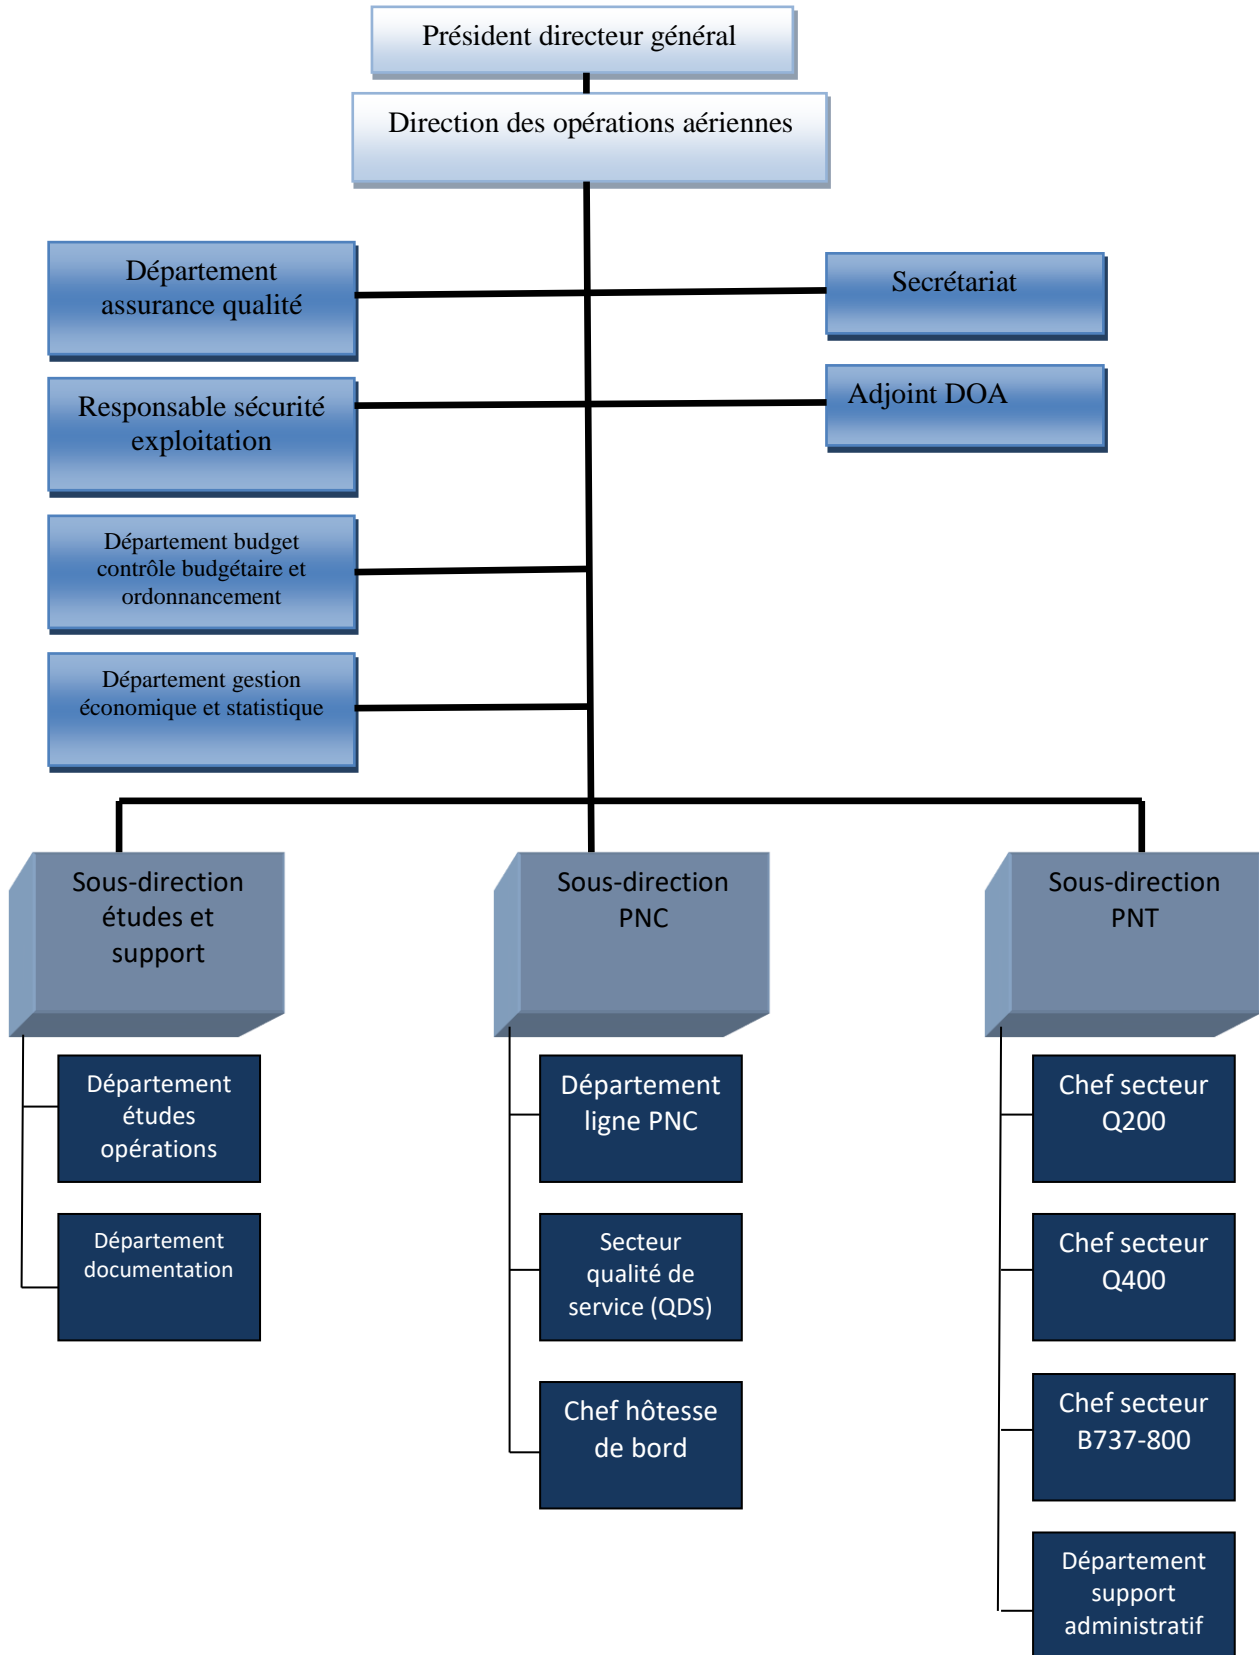 Président directeur général
Direction des opérations aériennes
Département
assurance qualité
Secrétariat
Responsable sécurité
exploitation
Adjoint DOA
Département budget
contrôle budgétaire et
ordonnancement
Département gestion
économique et statistique
Sous-direction
études et
support
Sous-direction
PNC
Sous-direction
PNT
Département
études
opérations
Département
documentation
Département
ligne PNC
Secteur
qualité de
service (QDS)
Chef hôtesse
de bord
Chef secteur
Q200
Chef secteur
Q400
Chef secteur
B737-800
Département
support
administratif